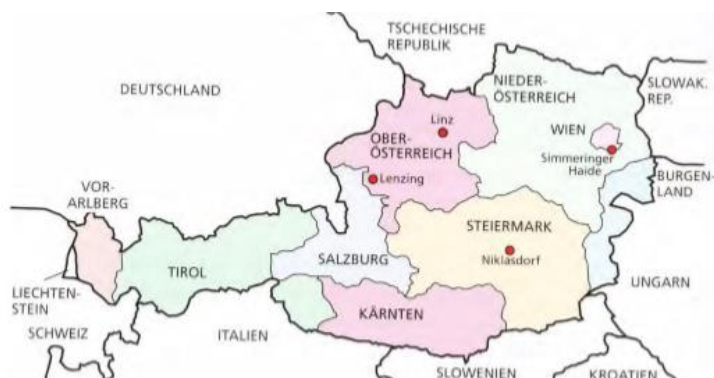 TSCHECHISCHE
REPUBLIK
DEUTSCHLAND
NIEDER-
ÖSTERREICH
SLOWAK.
REP.
Linz
OBER-
ÖSTERREICH
WIEN
Simmeringer
Haide
Lenzing
BURGEN-
LAND
VOR-
ARLBERG
STEIERMARK
Niklasdorf
SALZBURG
TIROL
UNGARN
LIECHTEN-
STEIN
KÄRNTEN
SCHWEIZ
ITALIEN
SLOWENIEN
KROATIEN